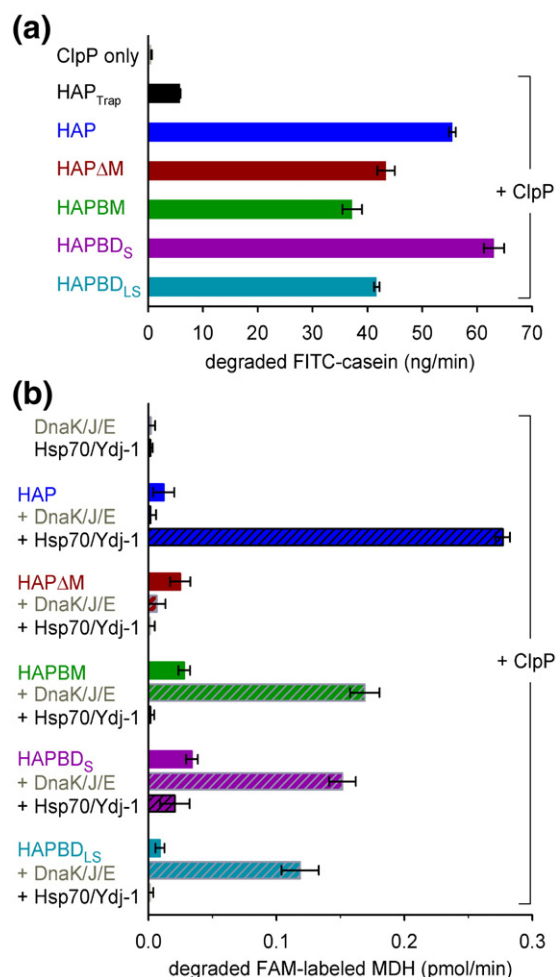 (a)
ClpP only
HAPTrap
HAP
HAPΔM
HAPBM
HAPBDS
HAPBDLS
+ ClpP
0 10 20 30 40 50 60 70
degraded FITC-casein (ng/min)
(b)
DnaK/J/E
Hsp70/Ydj-1
HAP
+ DnaK/J/E
+ Hsp70/Ydj-1
HAPΔM
+ DnaK/J/E
+ Hsp70/Ydj-1
HAPBM
+ DnaK/J/E
+ Hsp70/Ydj-1
HAPBDS
+ DnaK/J/E
+ Hsp70/Ydj-1
HAPBDLS
+ DnaK/J/E
+ Hsp70/Ydj-1
+ ClpP
0.0 0.1 0.2 0.3
degraded FAM-labeled MDH (pmol/min)